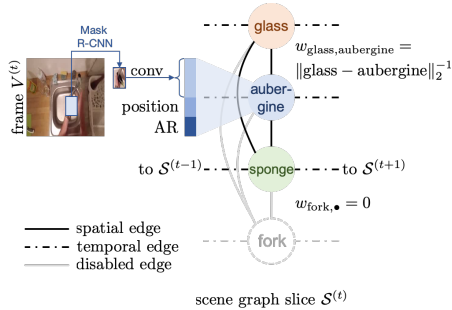 Mask
R-CNN
conv
position
AR
frame V^(t)
glass
w_glass,aubergine =
‖glass − aubergine‖₂⁻¹
auber-
gine
to S^(t−1)
sponge
to S^(t+1)
w_fork,• = 0
fork
spatial edge
temporal edge
disabled edge
scene graph slice S^(t)